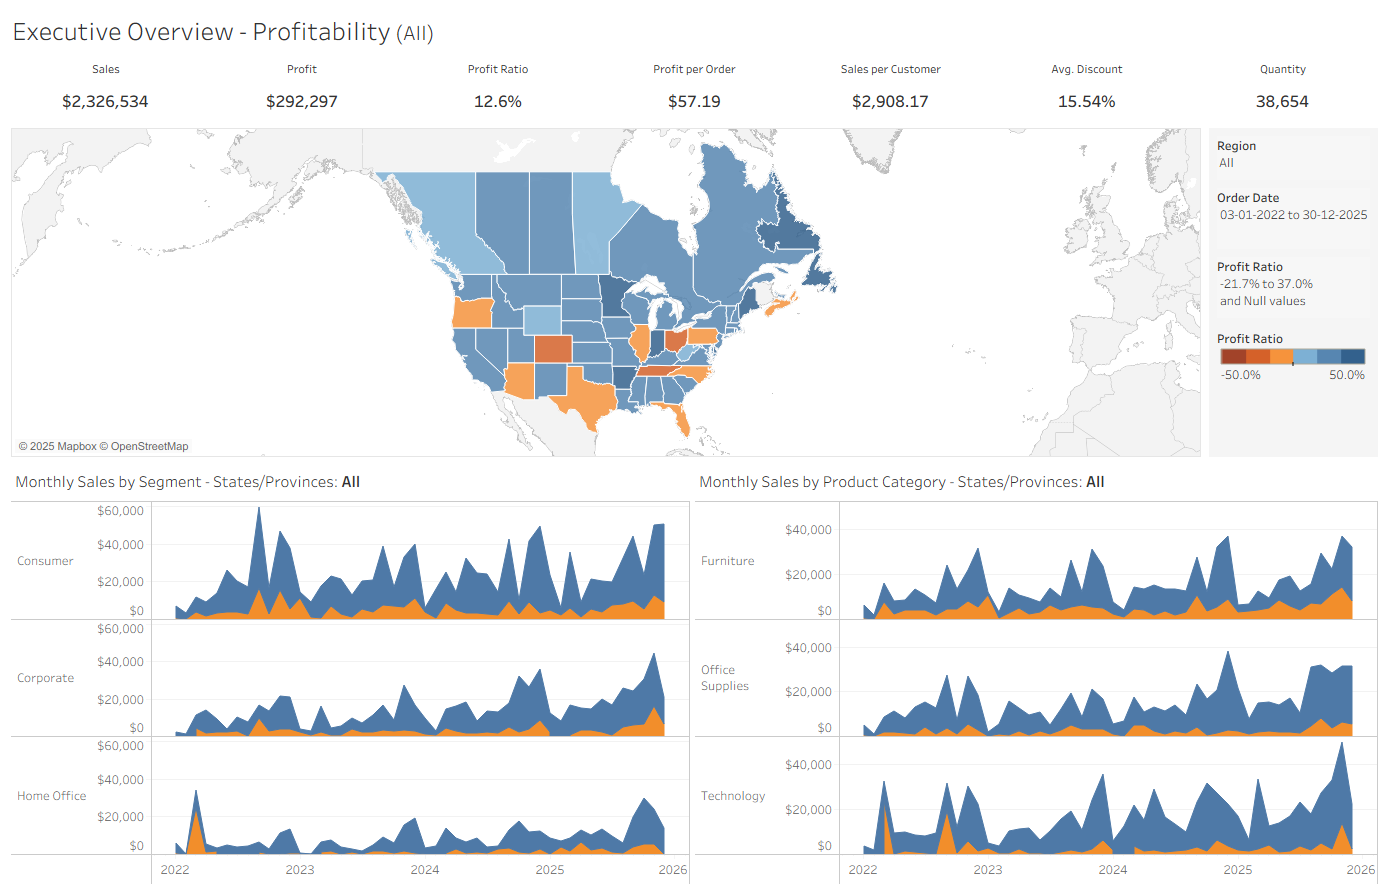 Executive Overview - Profitability (All)
Sales
Profit
Profit Ratio
Profit per Order
Sales per Customer
Avg. Discount
Quantity
$2,326,534
$292,297
12.6%
$57.19
$2,908.17
15.54%
38,654
Region
All
Order Date
03-01-2022 to 30-12-2025
Profit Ratio
-21.7% to 37.0%
and Null values
Profit Ratio
-50.0%
50.0%
© 2025 Mapbox © OpenStreetMap
Monthly Sales by Segment - States/Provinces: All
Consumer
$60,000
$40,000
$20,000
$0
Corporate
$60,000
$40,000
$20,000
$0
Home Office
$60,000
$40,000
$20,000
$0
2022
2023
2024
2025
2026
Monthly Sales by Product Category - States/Provinces: All
Furniture
$40,000
$20,000
$0
Office
Supplies
$40,000
$20,000
$0
Technology
$40,000
$20,000
$0
2022
2023
2024
2025
2026